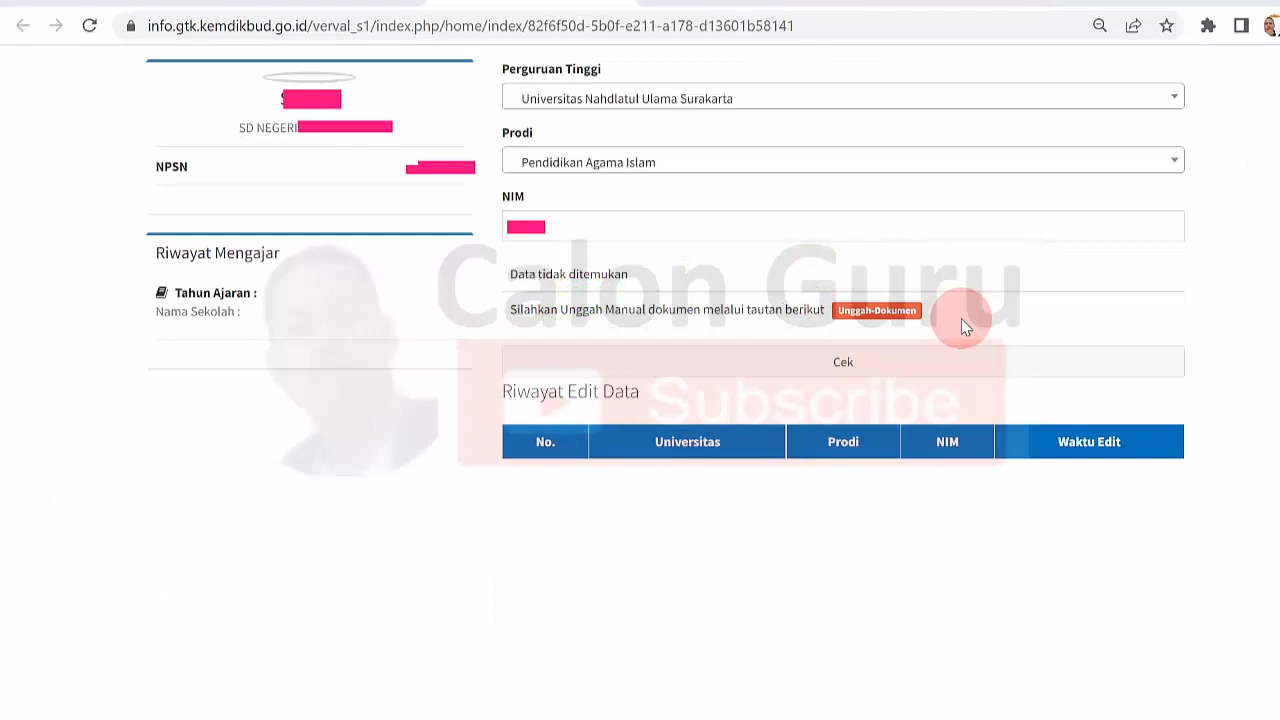 info.gtk.kemdikbud.go.id/verval_s1/index.php/home/index/82f6f50d-5b0f-e211-a178-d13601b58141
SD NEGERI
NPSN
Riwayat Mengajar
Tahun Ajaran :
Nama Sekolah :
Perguruan Tinggi
Universitas Nahdlatul Ulama Surakarta
Prodi
Pendidikan Agama Islam
NIM
Data tidak ditemukan
Silahkan Unggah Manual dokumen melalui tautan berikut Unggah-Dokumen
Cek
Riwayat Edit Data
No. Universitas Prodi NIM Waktu Edit
Calon Guru
Subscribe